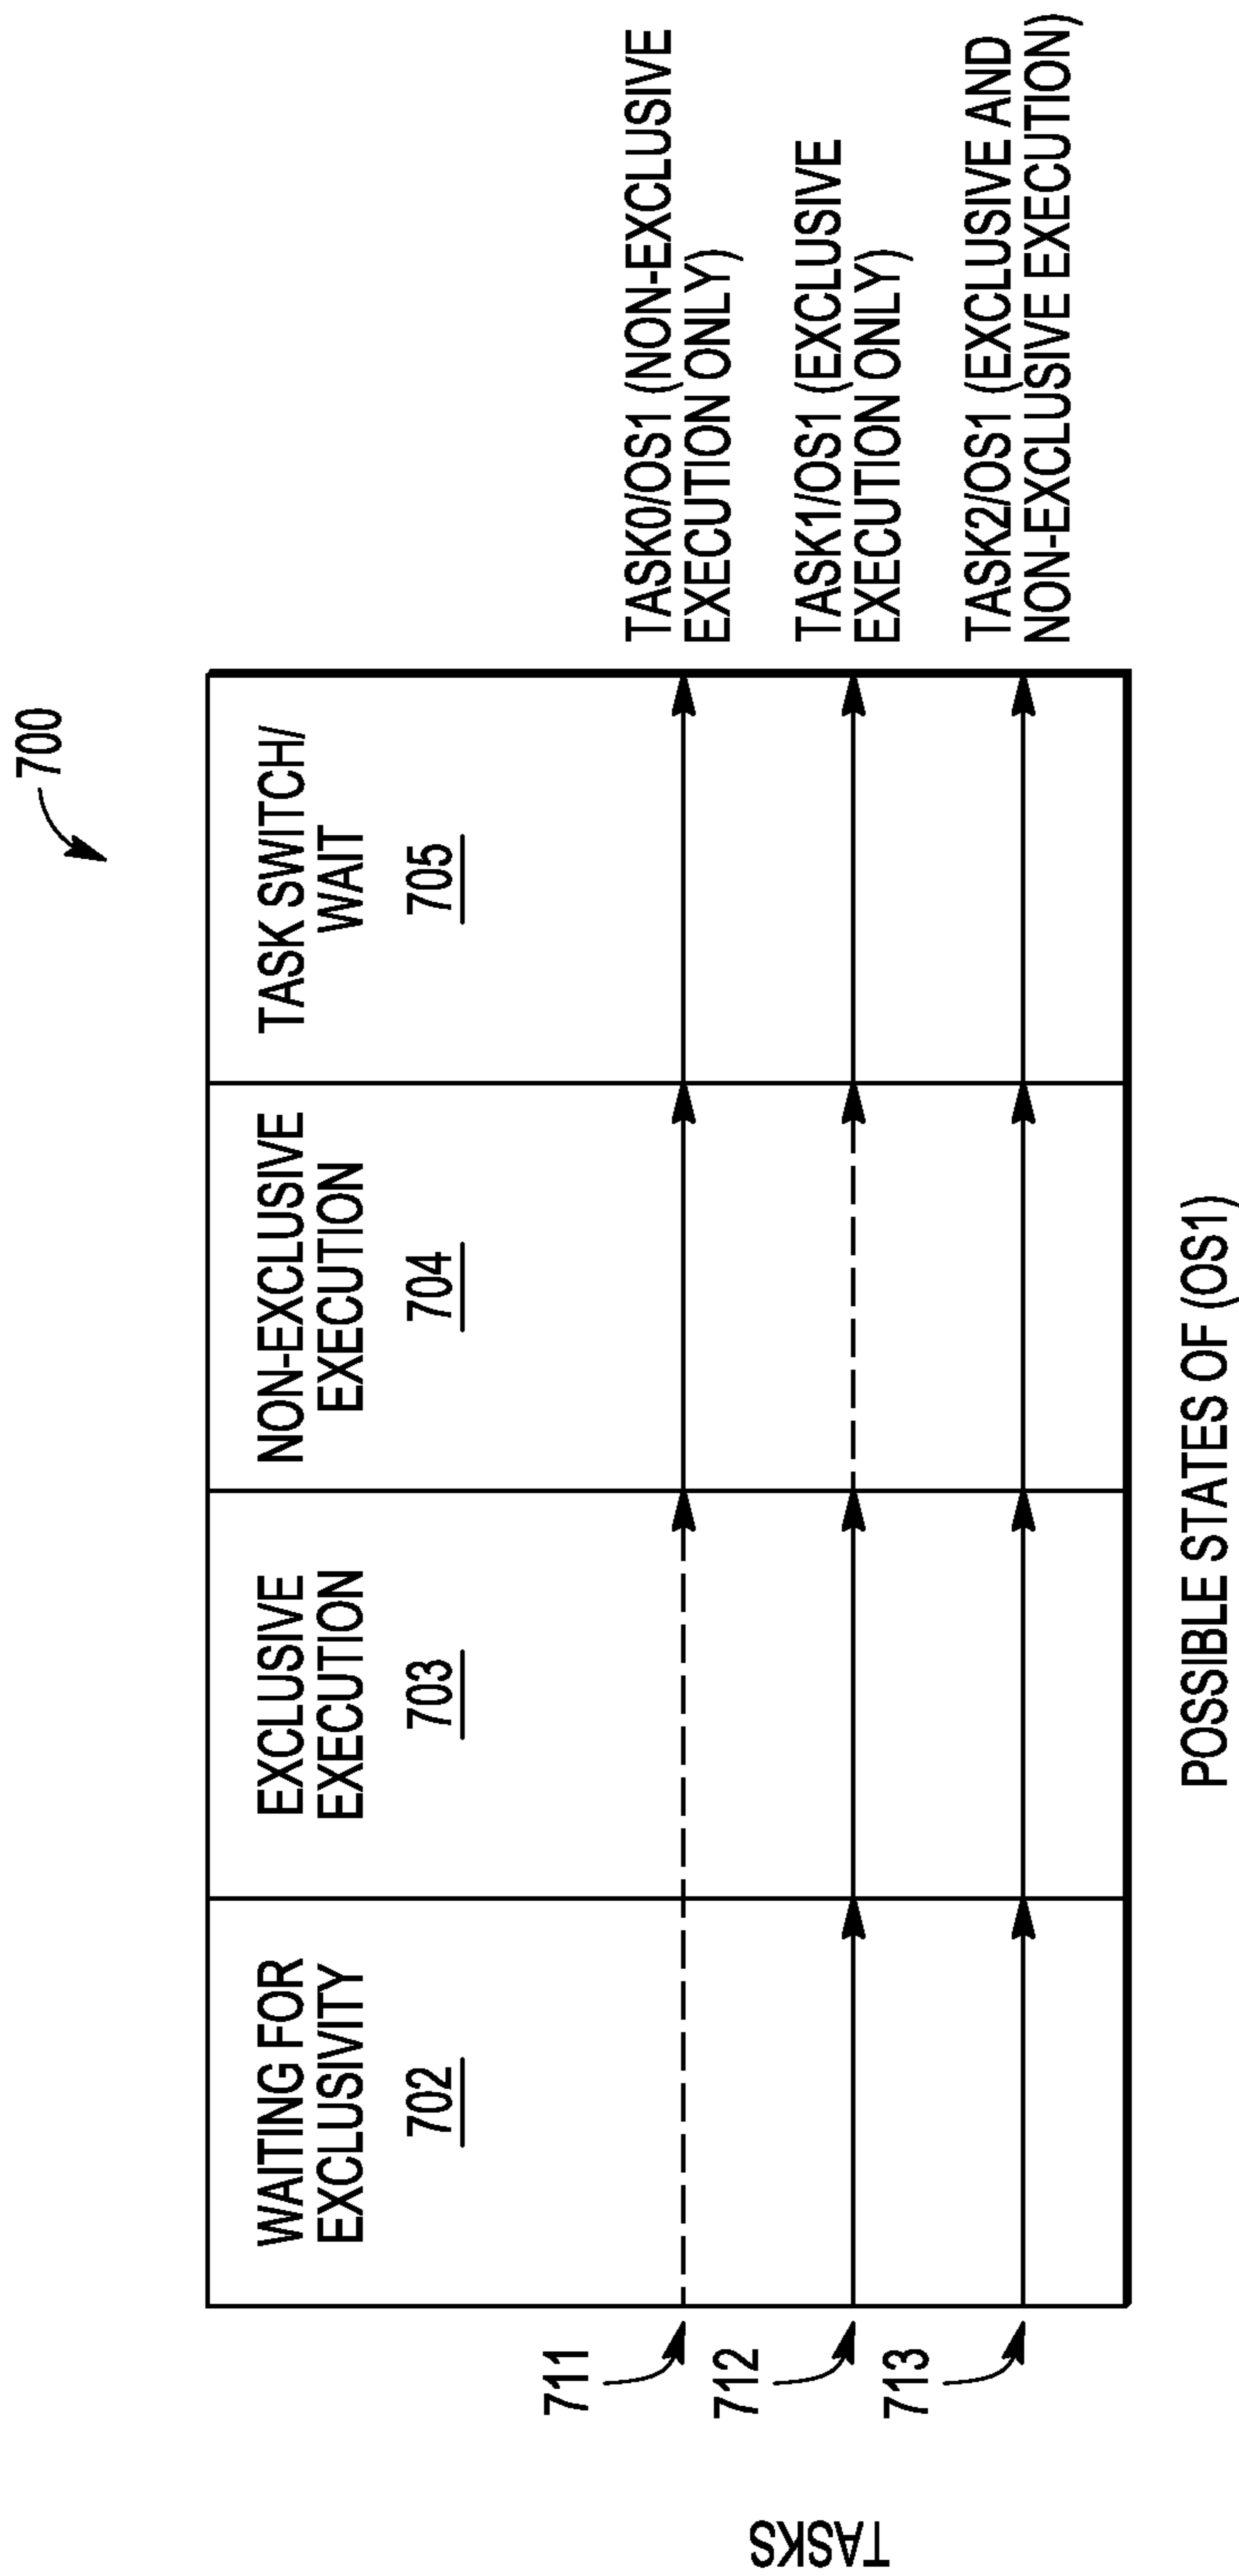 700
WAITING FOR
EXCLUSIVITY
702
EXCLUSIVE
EXECUTION
703
NON-EXCLUSIVE
EXECUTION
704
TASK SWITCH/
WAIT
705
TASKS
711
TASK0/OS1 (NON-EXCLUSIVE
EXECUTION ONLY)
712
TASK1/OS1 (EXCLUSIVE
EXECUTION ONLY)
713
TASK2/OS1 (EXCLUSIVE AND
NON-EXCLUSIVE EXECUTION)
POSSIBLE STATES OF (OS1)